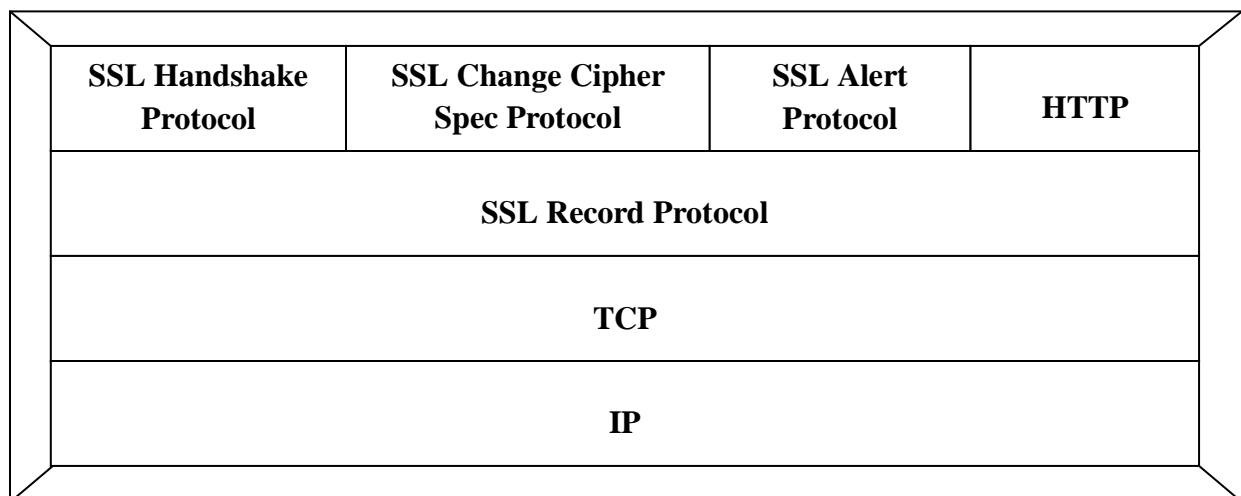 SSL Handshake
Protocol
SSL Change Cipher
Spec Protocol
SSL Alert
Protocol
HTTP
SSL Record Protocol
TCP
IP